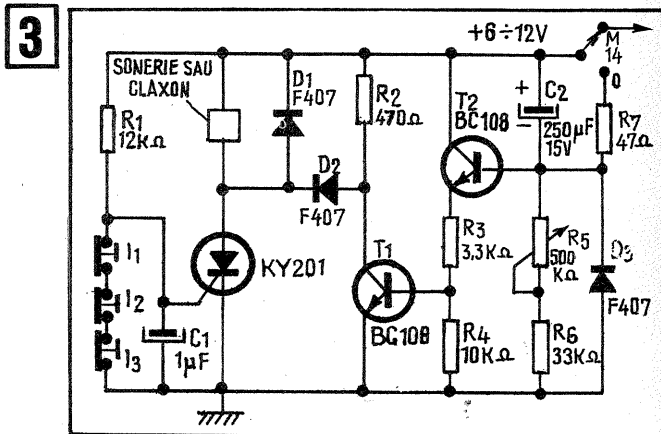 3
+6÷12V
M
14
0
SONERIE SAU
CLAXON
D1
F407
R2
470Ω
T2
BC108
+
C2
-
250µF
15V
R7
47Ω
R1
12KΩ
D2
F407
I1
I2
I3
KY201
C1
1µF
T1
BC108
R3
3,3KΩ
R4
10KΩ
R5
500
KΩ
R6
33KΩ
D3
F407